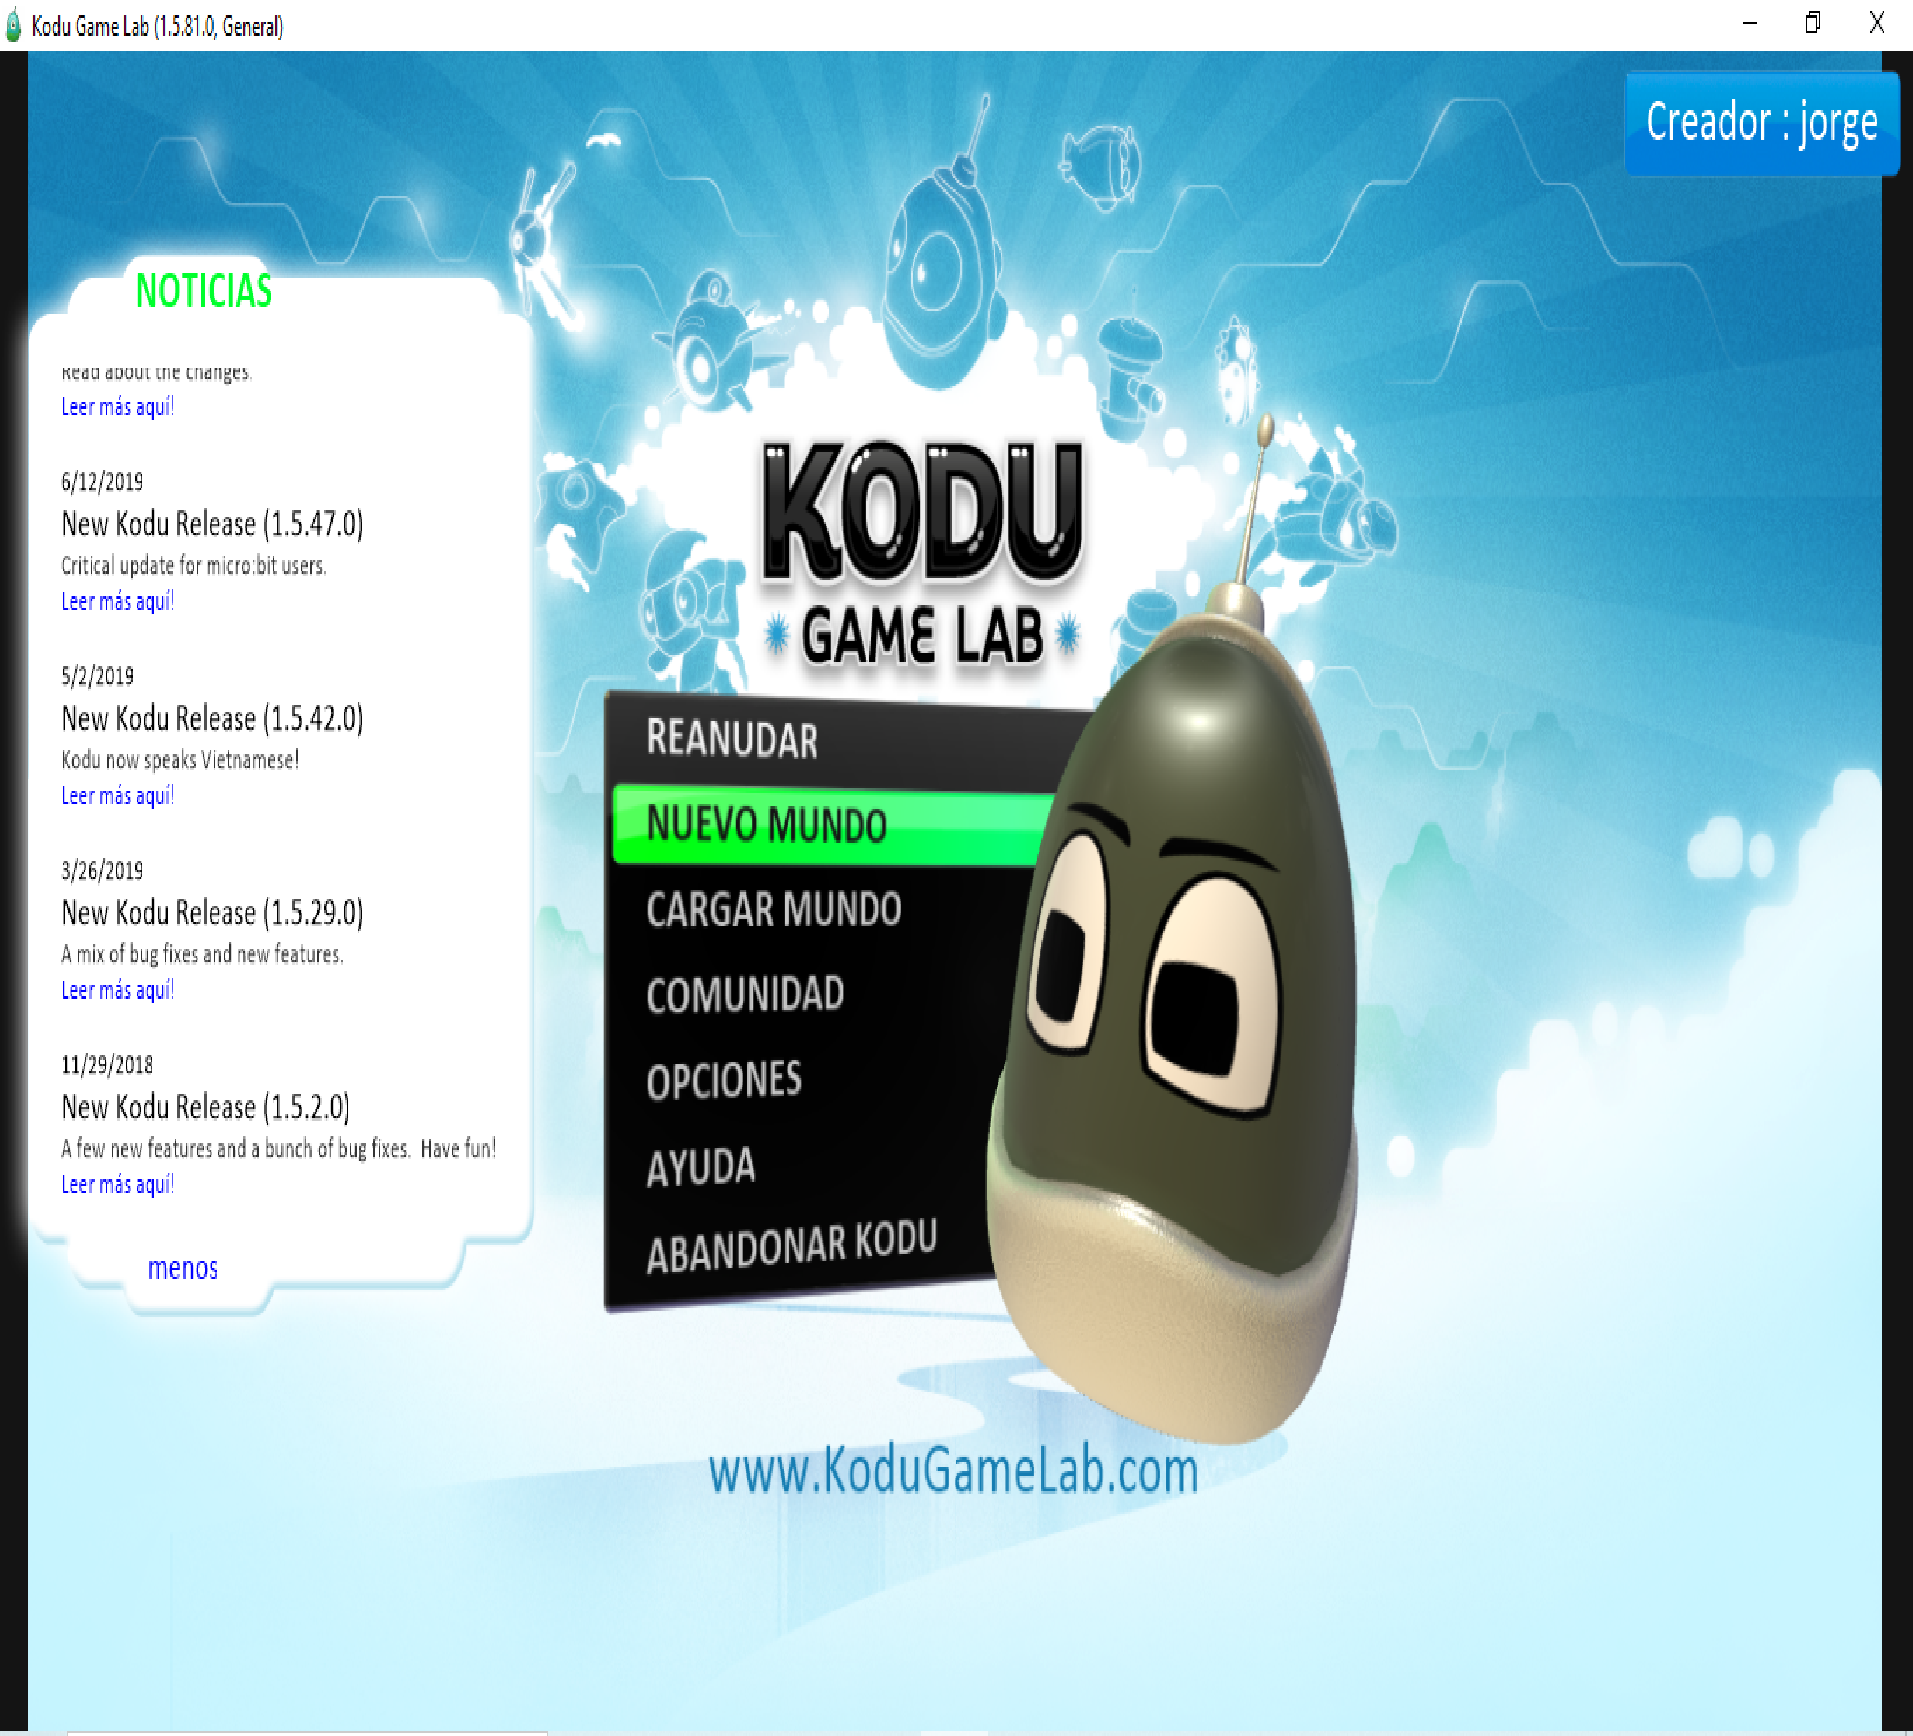 Kodu Game Lab (1.5.81.0, General)
Creador : jorge
NOTICIAS
Read about the changes.
Leer más aquí!
6/12/2019
New Kodu Release (1.5.47.0)
Critical update for micro:bit users.
Leer más aquí!
5/2/2019
New Kodu Release (1.5.42.0)
Kodu now speaks Vietnamese!
Leer más aquí!
3/26/2019
New Kodu Release (1.5.29.0)
A mix of bug fixes and new features.
Leer más aquí!
11/29/2018
New Kodu Release (1.5.2.0)
A few new features and a bunch of bug fixes. Have fun!
Leer más aquí!
menos
KODU
GAME LAB
REANUDAR
NUEVO MUNDO
CARGAR MUNDO
COMUNIDAD
OPCIONES
AYUDA
ABANDONAR KODU
www.KoduGameLab.com